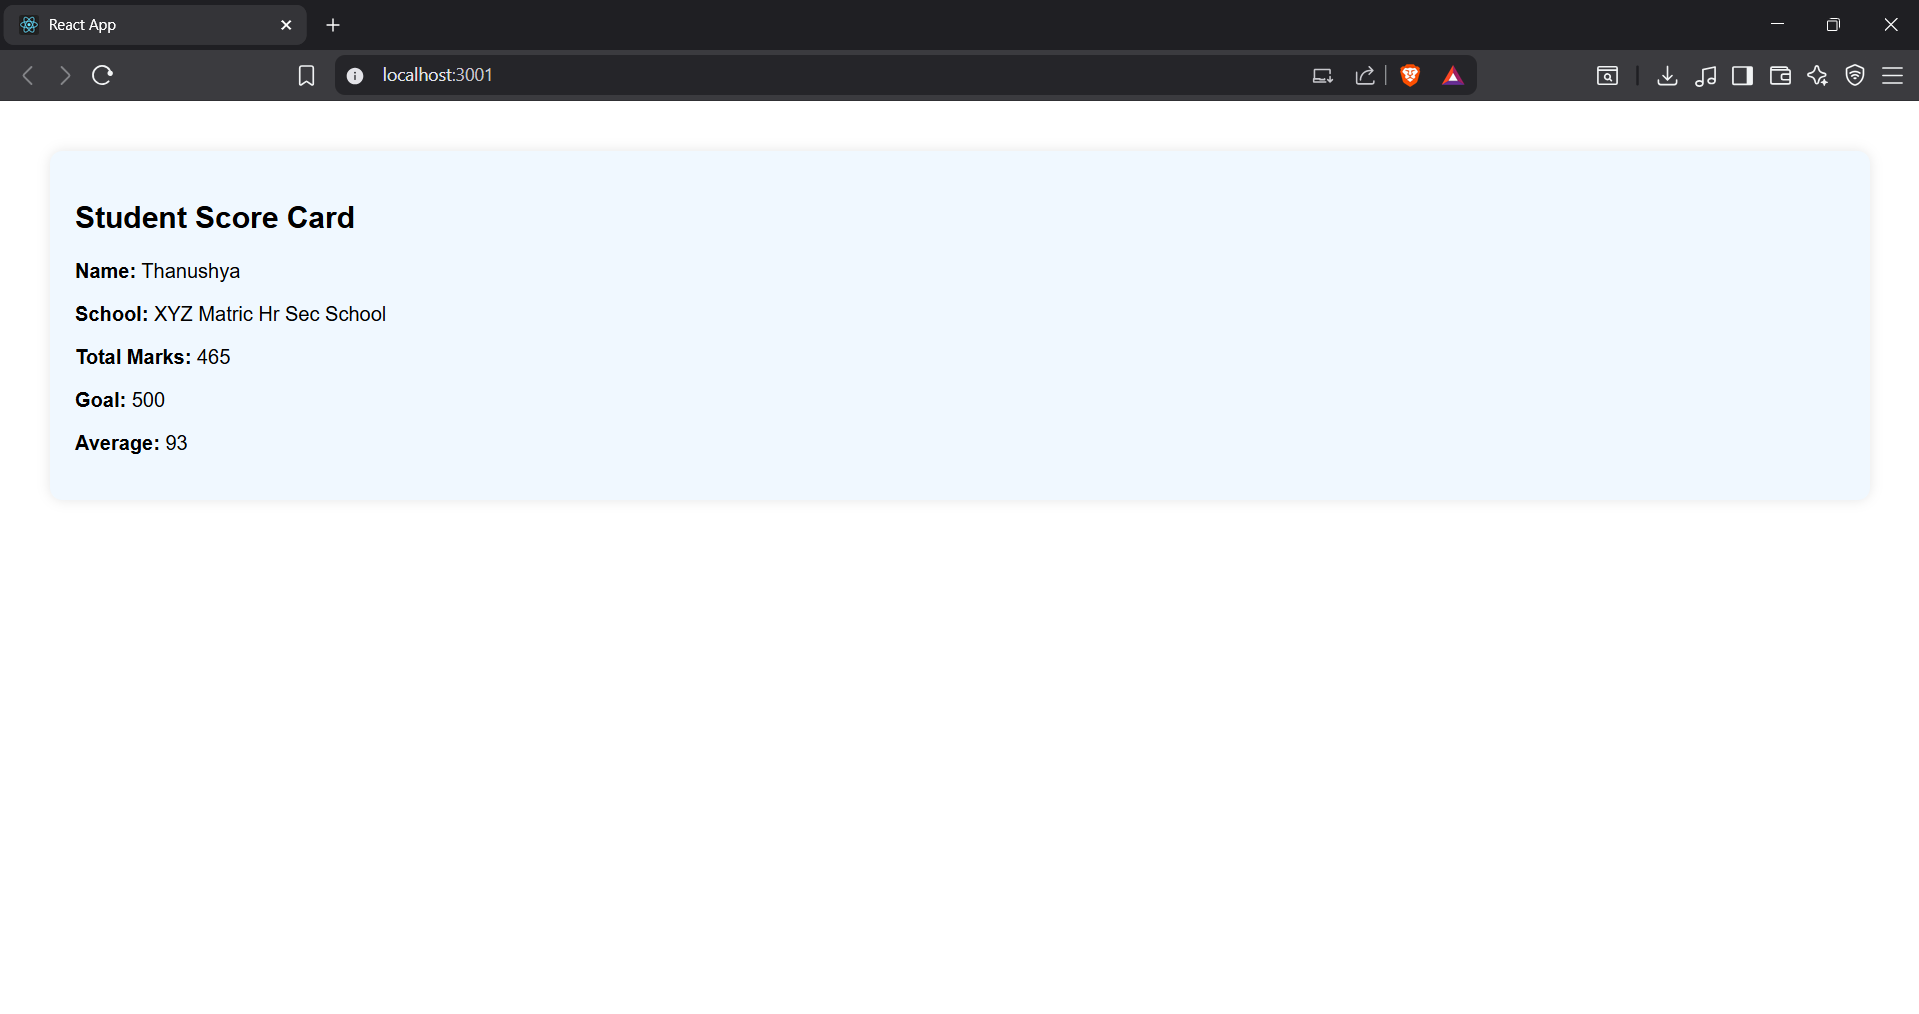 React App
localhost:3001
Student Score Card
Name: Thanushya
School: XYZ Matric Hr Sec School
Total Marks: 465
Goal: 500
Average: 93